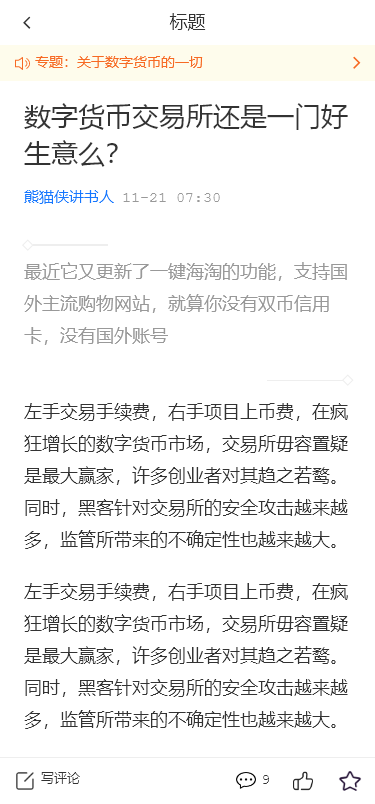 标题
专题：关于数字货币的一切
数字货币交易所还是一门好
生意么？
熊猫侠讲书人 11-21 07:30
最近它又更新了一键海淘的功能，支持国
外主流购物网站，就算你没有双币信用
卡，没有国外账号
左手交易手续费，右手项目上币费，在疯
狂增长的数字货币市场，交易所毋容置疑
是最大赢家，许多创业者对其趋之若鹜。
同时，黑客针对交易所的安全攻击越来越
多，监管所带来的不确定性也越来越大。
左手交易手续费，右手项目上币费，在疯
狂增长的数字货币市场，交易所毋容置疑
是最大赢家，许多创业者对其趋之若鹜。
同时，黑客针对交易所的安全攻击越来越
多，监管所带来的不确定性也越来越大。
写评论 9